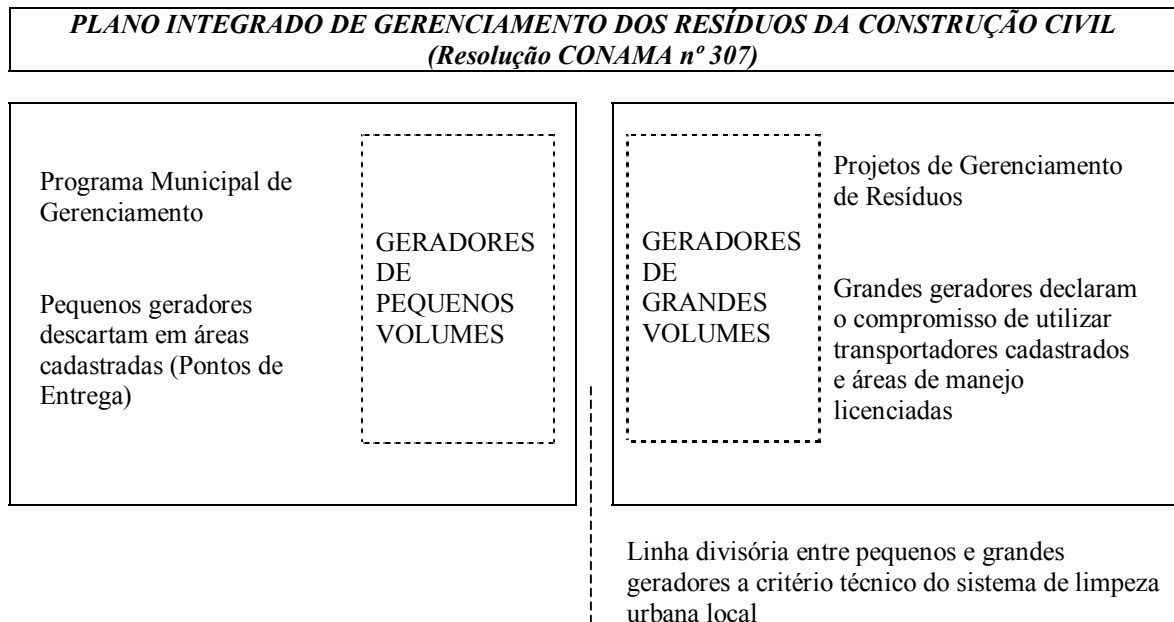 PLANO INTEGRADO DE GERENCIAMENTO DOS RESÍDUOS DA CONSTRUÇÃO CIVIL
(Resolução CONAMA nº 307)
Programa Municipal de
Gerenciamento
Pequenos geradores
descartam em áreas
cadastradas (Pontos de
Entrega)
GERADORES
DE
PEQUENOS
VOLUMES
GERADORES
DE
GRANDES
VOLUMES
Projetos de Gerenciamento
de Resíduos
Grandes geradores declaram
o compromisso de utilizar
transportadores cadastrados
e áreas de manejo
licenciadas
Linha divisória entre pequenos e grandes
geradores a critério técnico do sistema de limpeza
urbana local